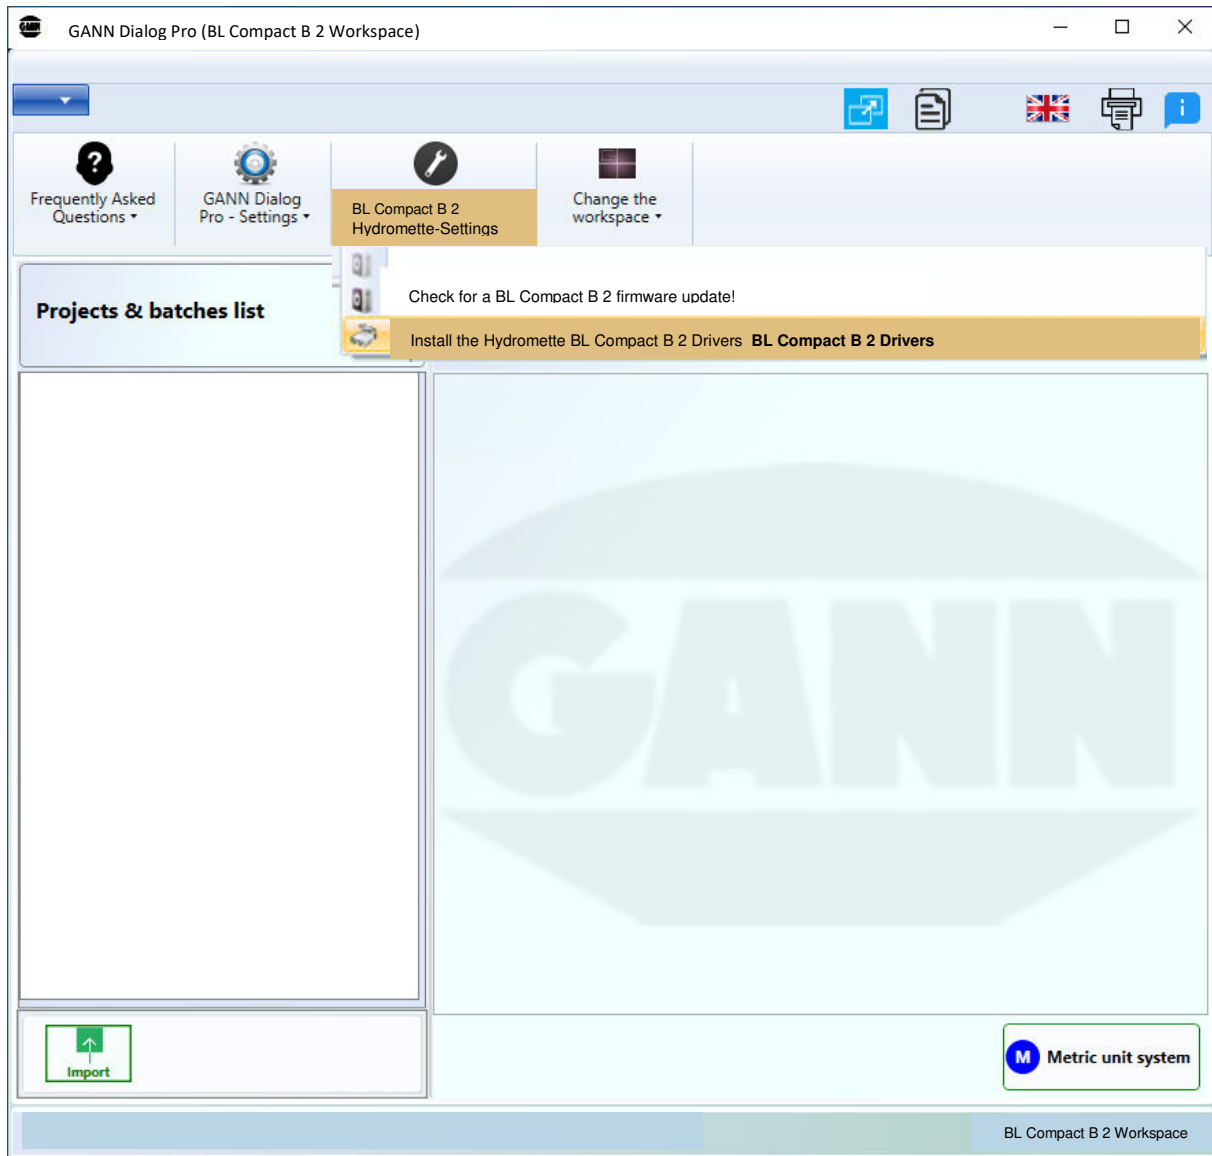 GANN
GANN Dialog Pro (BL Compact B 2 Workspace)
i
?
Frequently Asked
Questions
GANN Dialog
Pro - Settings
BL Compact B 2
Hydromette-Settings
Change the
workspace
Check for a BL Compact B 2 firmware update!
Projects & batches list
Install the Hydromette BL Compact B 2 Drivers BL Compact B 2 Drivers
GANN
Import
M Metric unit system
BL Compact B 2 Workspace